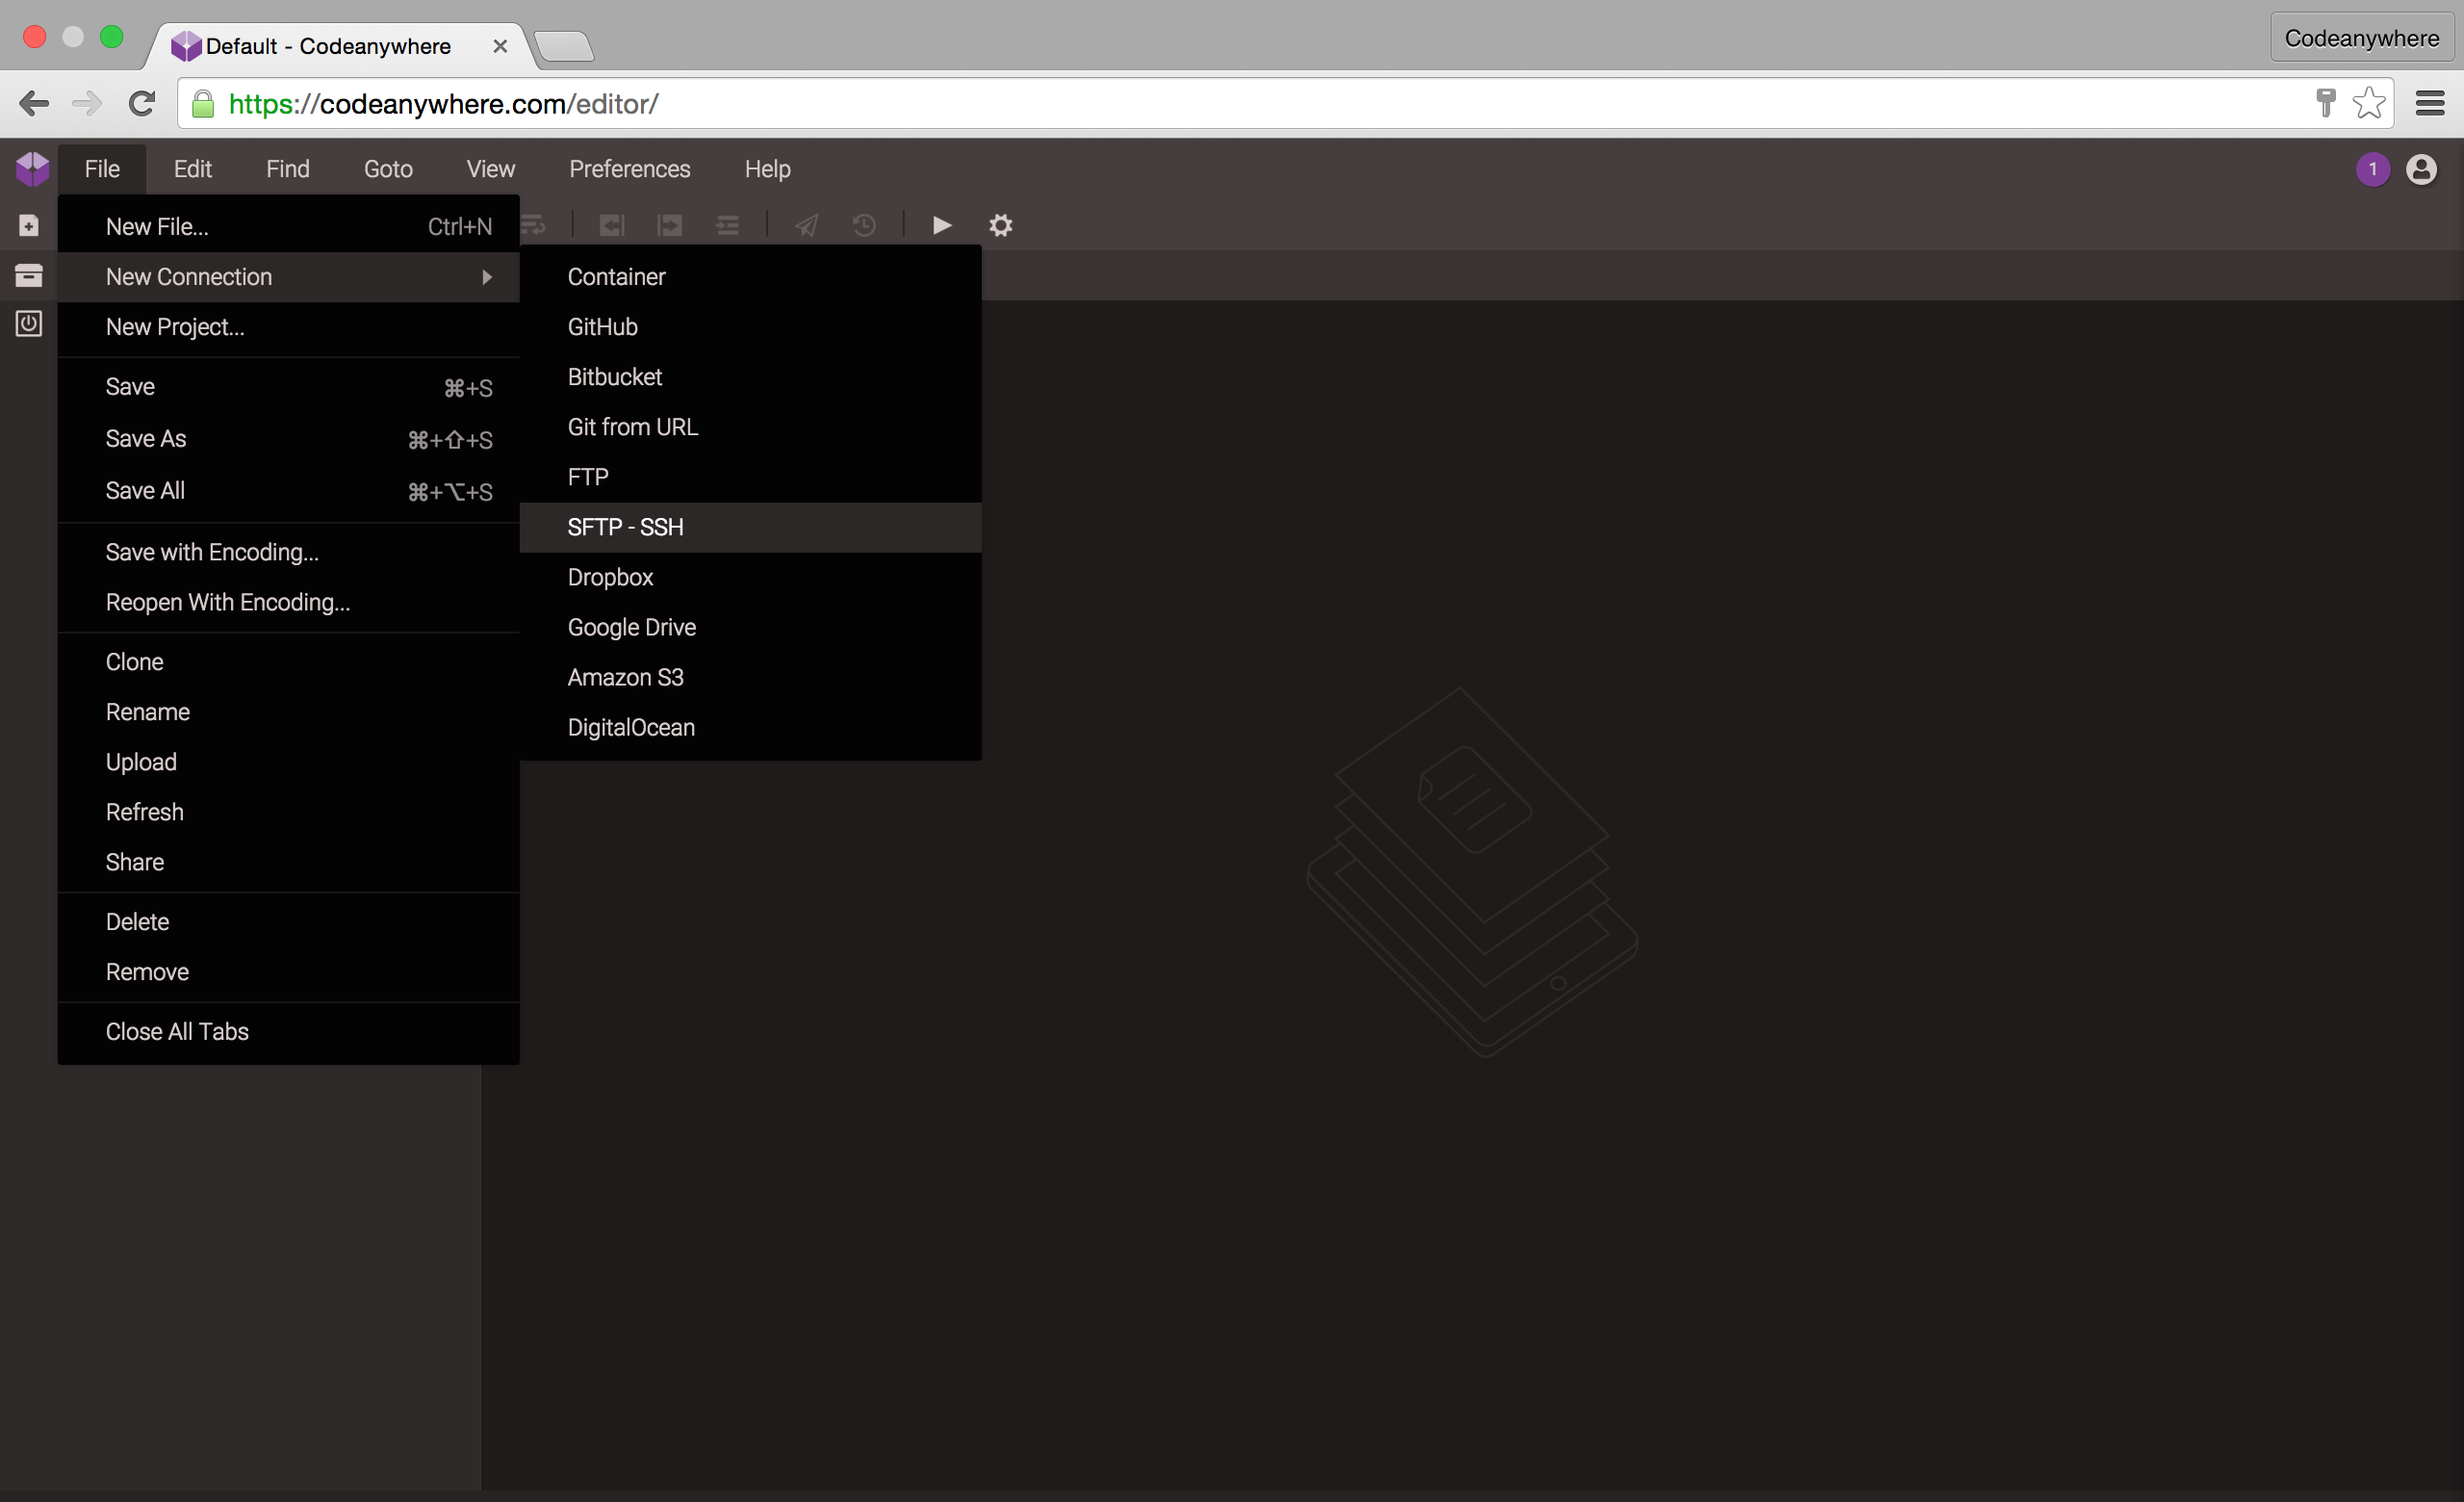 Default - Codeanywhere
Codeanywhere
https://codeanywhere.com/editor/
File Edit Find Goto View Preferences Help 1
New File... Ctrl+N
New Connection
New Project...
Save ⌘+S
Save As ⌘+⇧+S
Save All ⌘+⌥+S
Save with Encoding...
Reopen With Encoding...
Clone
Rename
Upload
Refresh
Share
Delete
Remove
Close All Tabs
Container
GitHub
Bitbucket
Git from URL
FTP
SFTP - SSH
Dropbox
Google Drive
Amazon S3
DigitalOcean